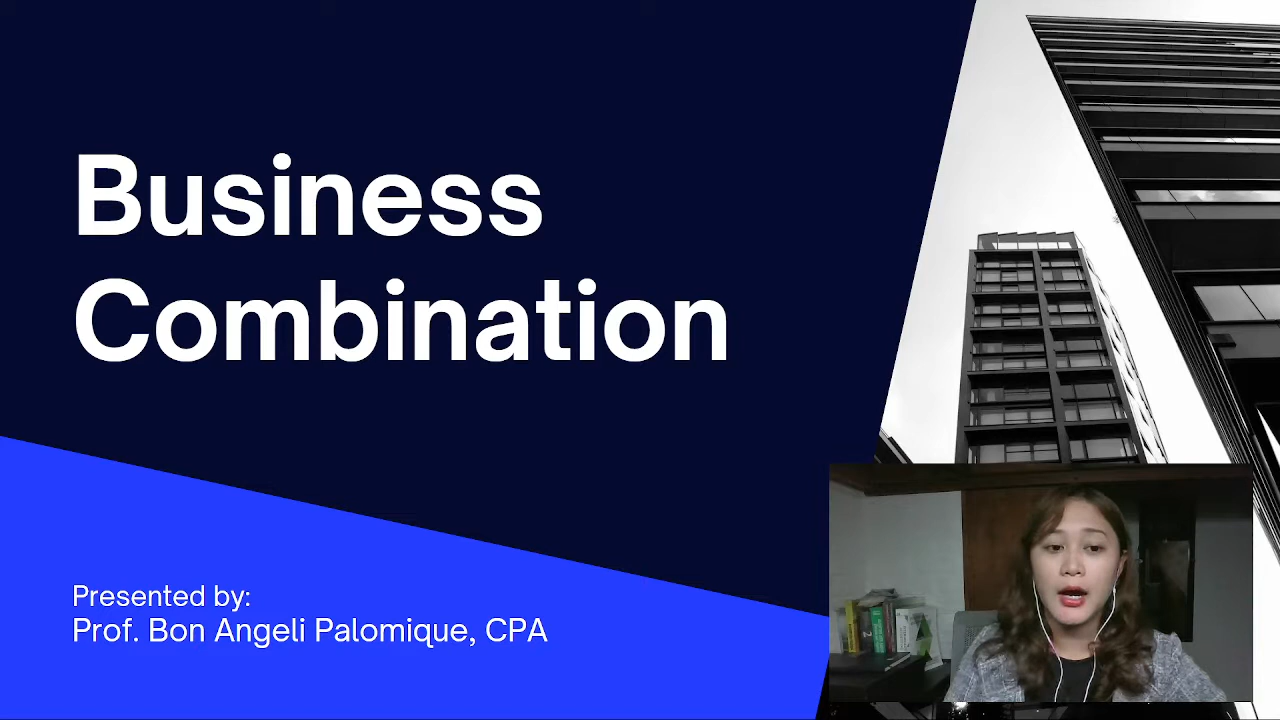 Business
Combination
Presented by:
Prof. Bon Angeli Palomique, CPA